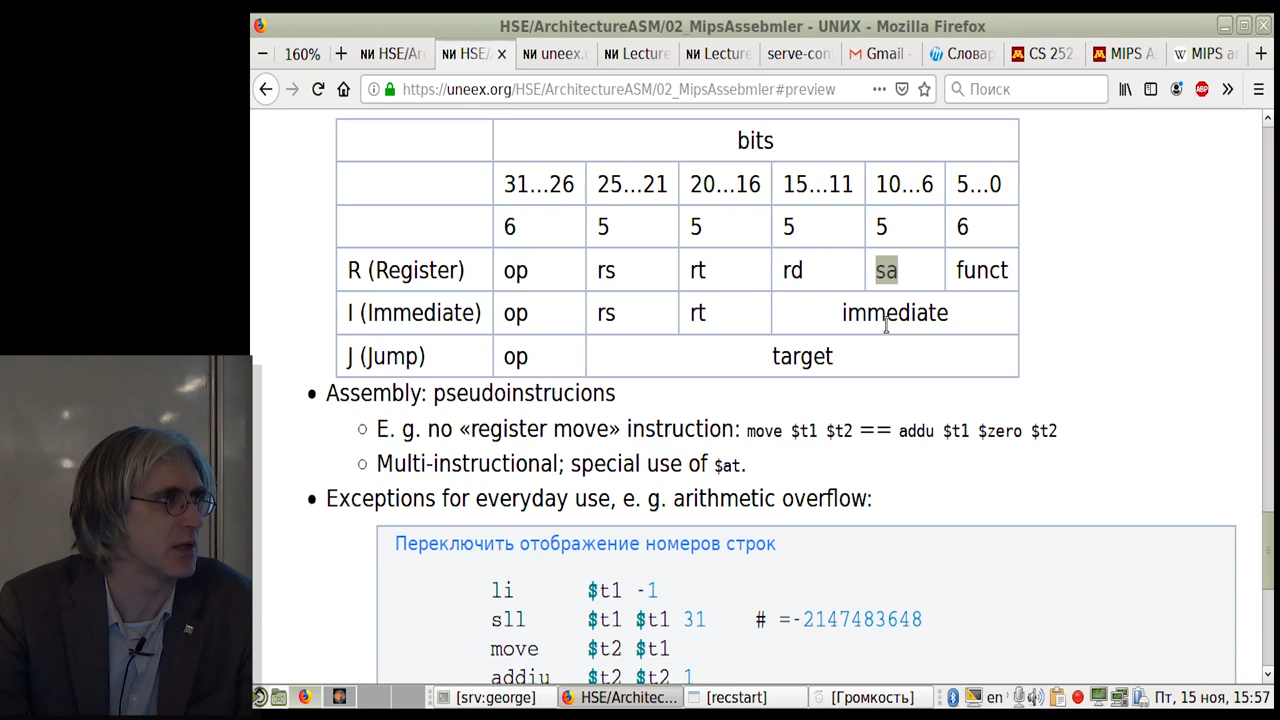 HSE/ArchitectureASM/02_MipsAssebmler - UNИX - Mozilla Firefox
− 160% + NИ HSE/Ar NИ HSE/ × NИ uneex. NИ Lecture NИ Lecture serve-con Gmail - Словар CS 252 MIPS A W MIPS ar +
https://uneex.org/HSE/ArchitectureASM/02_MipsAssebmler#preview Поиск
bits
31…26 25…21 20…16 15…11 10…6 5…0
6 5 5 5 5 6
R (Register) op rs rt rd sa funct
I (Immediate) op rs rt immediate
J (Jump) op target
• Assembly: pseudoinstrucions
◦ E. g. no «register move» instruction: move $t1 $t2 == addu $t1 $zero $t2
◦ Multi-instructional; special use of $at.
• Exceptions for everyday use, e. g. arithmetic overflow:
Переключить отображение номеров строк
li $t1 -1
sll $t1 $t1 31 # =-2147483648
move $t2 $t1
addiu $t2 $t2 1
[srv:george] HSE/Architec... [recstart] [Громкость] en Пт, 15 ноя, 15:57